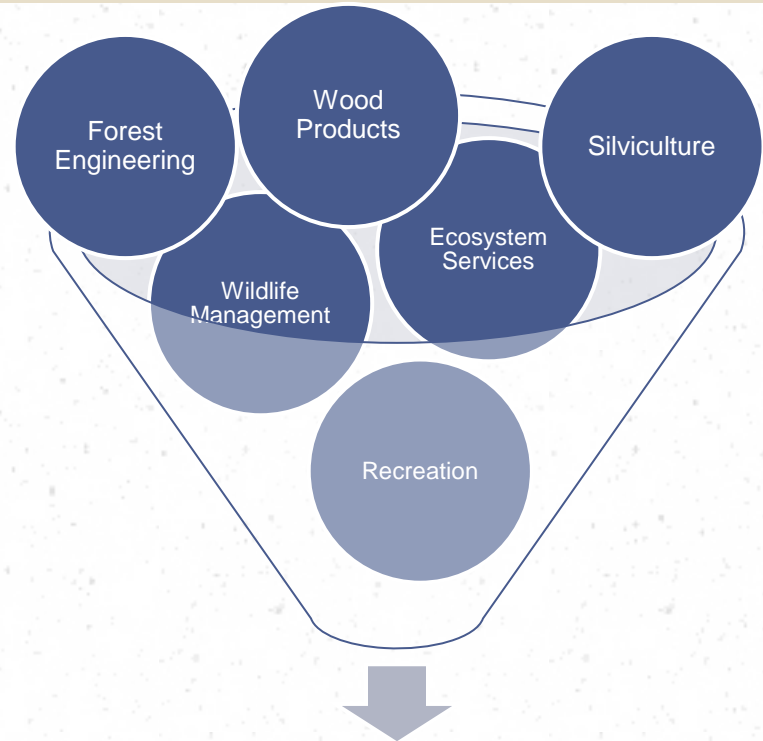 Wood
Products
Forest
Engineering
Silviculture
Ecosystem
Services
Wildlife
Management
Recreation